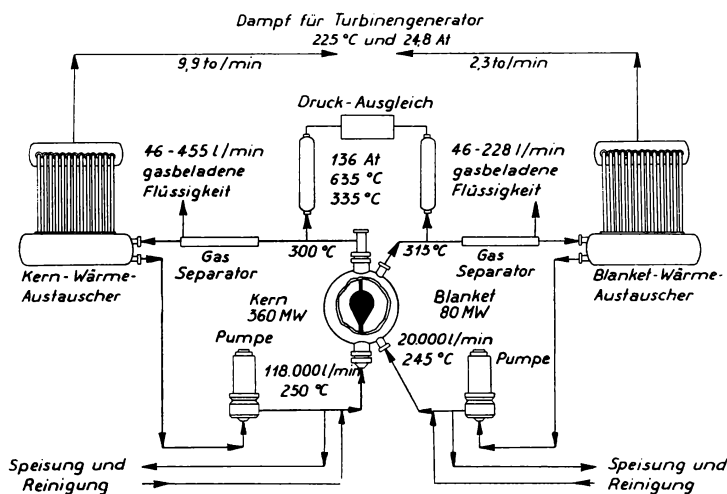 Dampf für Turbinengenerator
225 °C und 24,8 At
9,9 to/min
2,3 to/min
Druck-Ausgleich
46-455 l/min
gasbeladene
Flüssigkeit
136 At
635 °C
335 °C
46-228 l/min
gasbeladene
Flüssigkeit
300 °C
315 °C
Gas
Separator
Gas
Separator
Kern-Wärme-
Austauscher
Blanket-Wärme-
Austauscher
Kern
360 MW
Blanket
80 MW
Pumpe
118.000 l/min
250 °C
20.000 l/min
245 °C
Pumpe
Speisung und
Reinigung
Speisung und
Reinigung